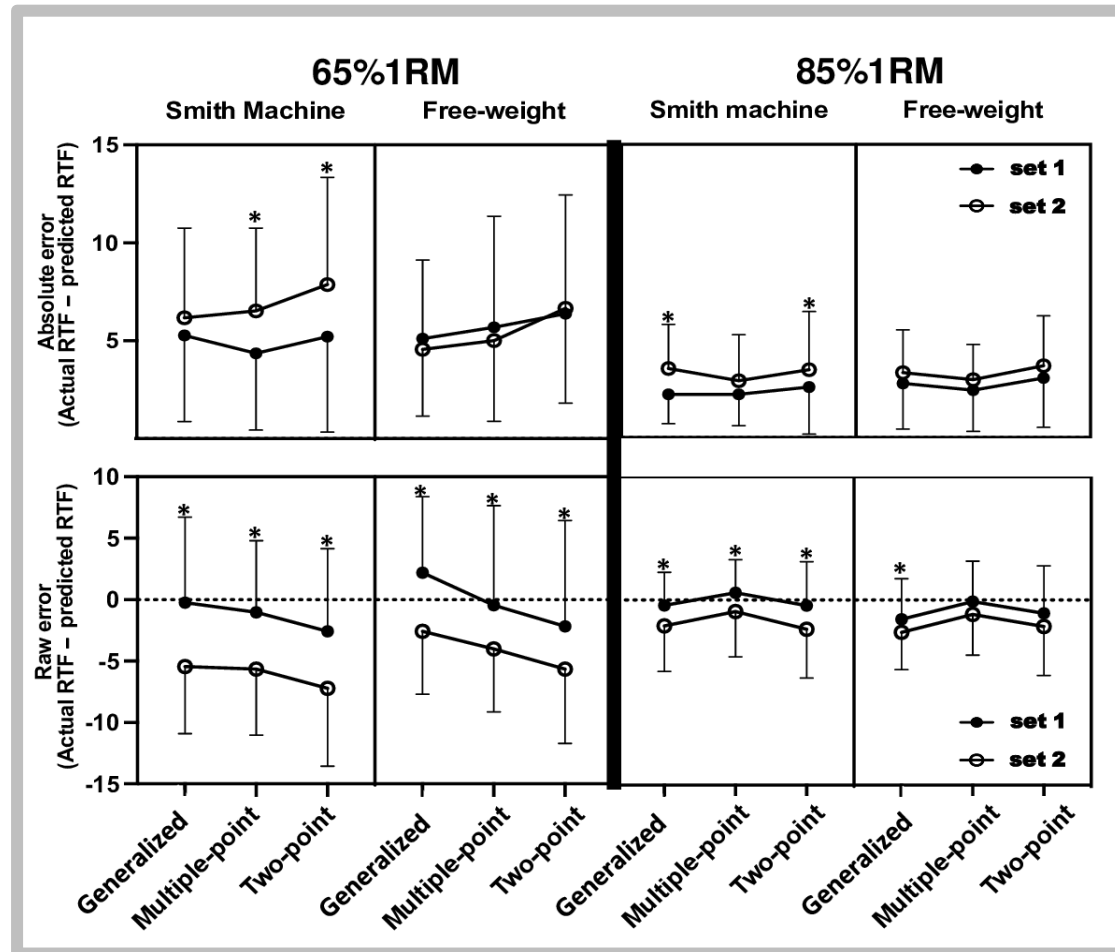 65%1RM
85%1RM
Smith Machine
Free-weight
Smith machine
Free-weight
Absolute error
(Actual RTF – predicted RTF)
15
10
5
*
*
*
*
set 1
set 2
Raw error
(Actual RTF – predicted RTF)
10
5
0
-5
-10
-15
*
*
*
*
*
*
*
*
*
*
set 1
set 2
Generalized
Multiple-point
Two-point
Generalized
Multiple-point
Two-point
Generalized
Multiple-point
Two-point
Generalized
Multiple-point
Two-point